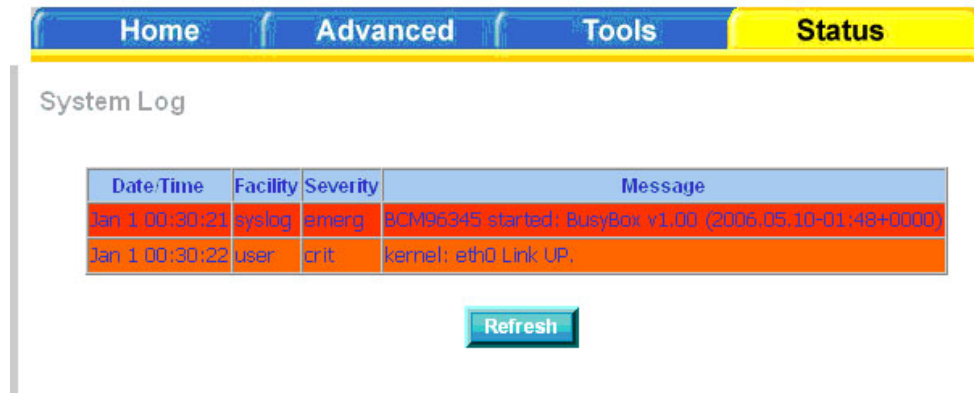 Home Advanced Tools Status
System Log
Date/Time Facility Severity Message
Jan 1 00:30:21 syslog emerg BCM96345 started: BusyBox v1.00 (2006.05.10-01:48+0000)
Jan 1 00:30:22 user crit kernel: eth0 Link UP.
Refresh